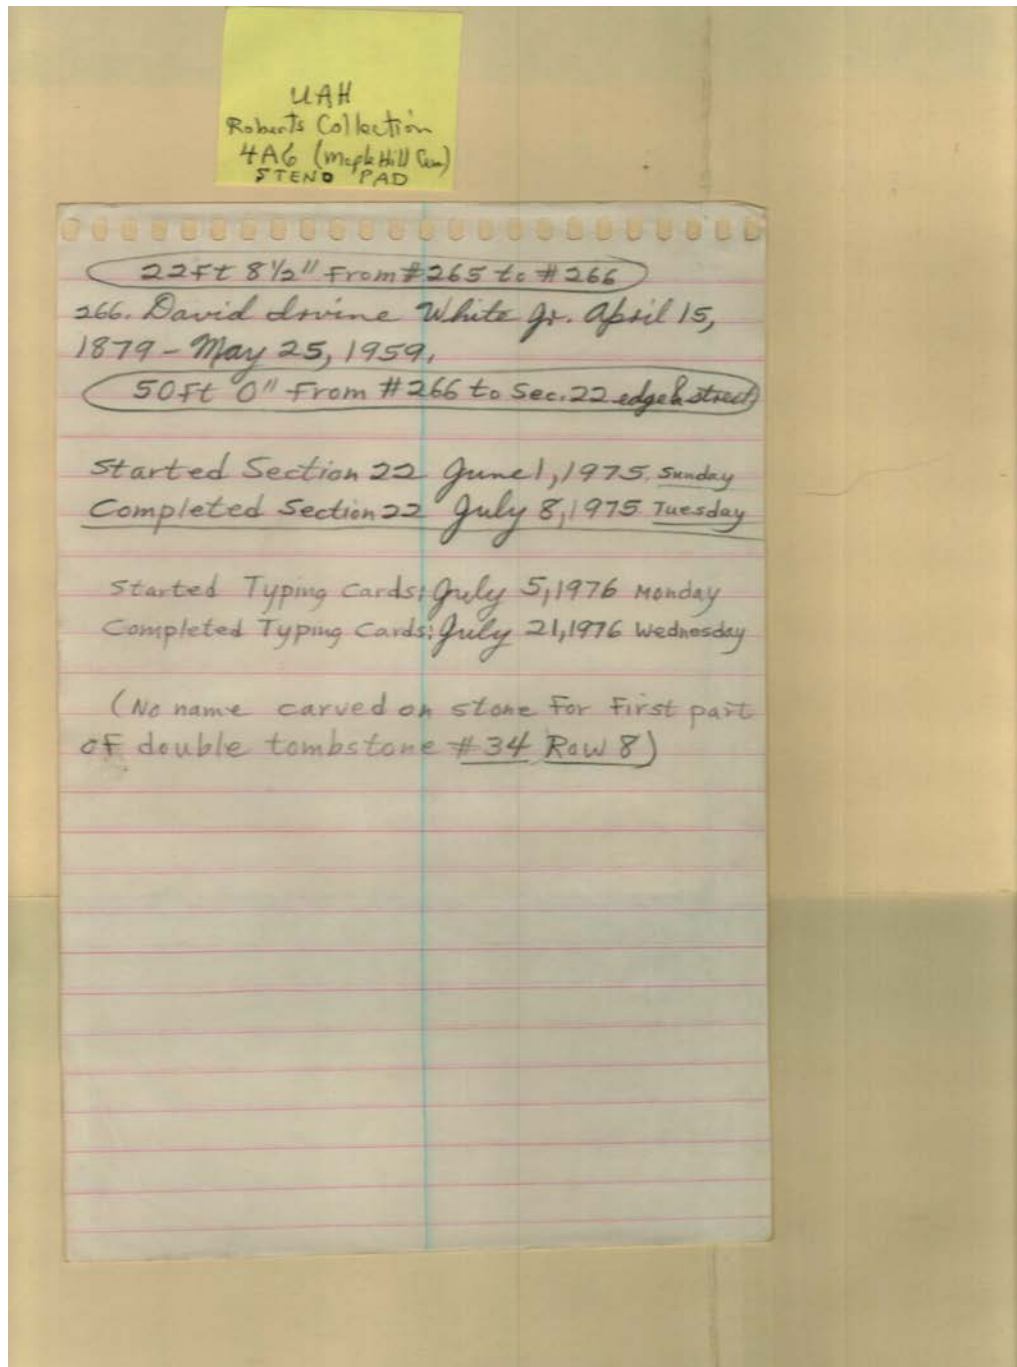 UAH
Roberts Collection
4A6 (Maple Hill Cem)
STENO PAD
22Ft 8 1/2" From #265 to #266
266. David Irvine White Jr. April 15,
1879 - May 25, 1959.
50Ft 0" From #266 to Sec. 22 edge & street
Started Section 22 June 1, 1975. Sunday
Completed Section 22 July 8, 1975 Tuesday
Started Typing Cards: July 5, 1976 Monday
Completed Typing Cards: July 21, 1976 Wednesday
(No name carved on stone For First part
OF double tombstone #34 Row 8)